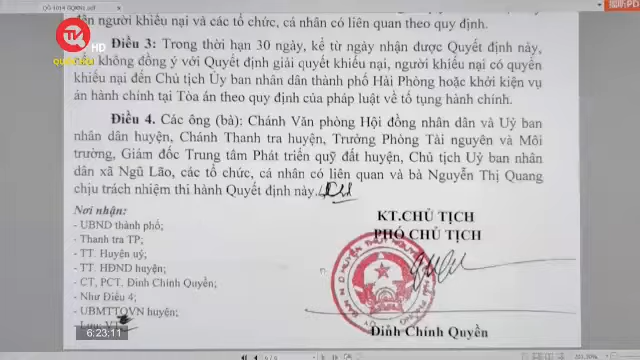 đến người khiếu nại và các tổ chức, cá nhân có liên quan theo quy định.
Điều 3: Trong thời hạn 30 ngày, kể từ ngày nhận được Quyết định này,
nếu không đồng ý với Quyết định giải quyết khiếu nại, người khiếu nại có quyền
khiếu nại đến Chủ tịch Ủy ban nhân dân thành phố Hải Phòng hoặc khởi kiện vụ
án hành chính tại Tòa án theo quy định của pháp luật về tố tụng hành chính.
Điều 4. Các ông (bà): Chánh Văn phòng Hội đồng nhân dân và Uỷ ban
nhân dân huyện, Chánh Thanh tra huyện, Trưởng Phòng Tài nguyên và Môi
trường, Giám đốc Trung tâm Phát triển quỹ đất huyện, Chủ tịch Uỷ ban nhân
dân xã Ngũ Lão, các tổ chức, cá nhân có liên quan và bà Nguyễn Thị Quang
chịu trách nhiệm thi hành Quyết định này.
Nơi nhận:
- UBND thành phố;
- Thanh tra TP;
- TT. Huyện uỷ;
- TT. HĐND huyện;
- CT, PCT. Đinh Chính Quyền;
- Như Điều 4;
- UBMTTQVN huyện;
- Lưu: VT
KT.CHỦ TỊCH
PHÓ CHỦ TỊCH
Đinh Chính Quyền
HD
6:23:11